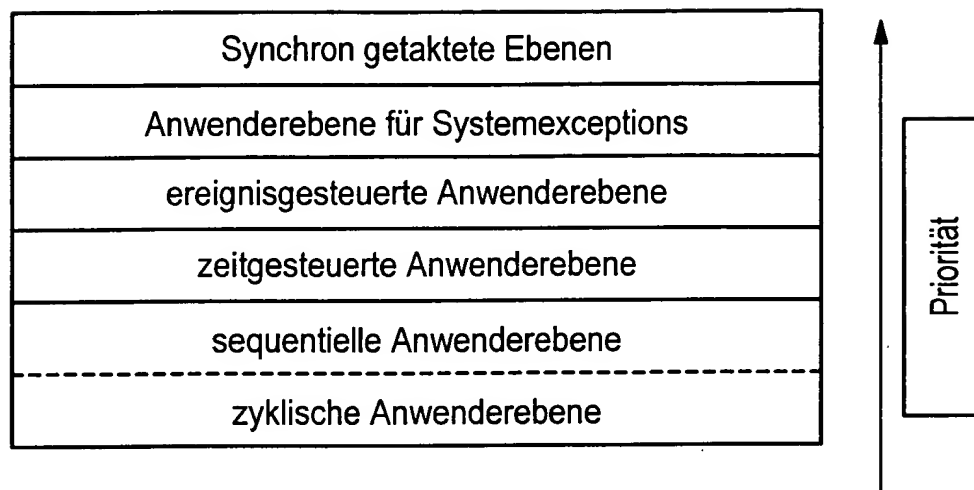 Synchron getaktete Ebenen
Anwenderebene für Systemexceptions
ereignisgesteuerte Anwenderebene
zeitgesteuerte Anwenderebene
sequentielle Anwenderebene
zyklische Anwenderebene
Priorität